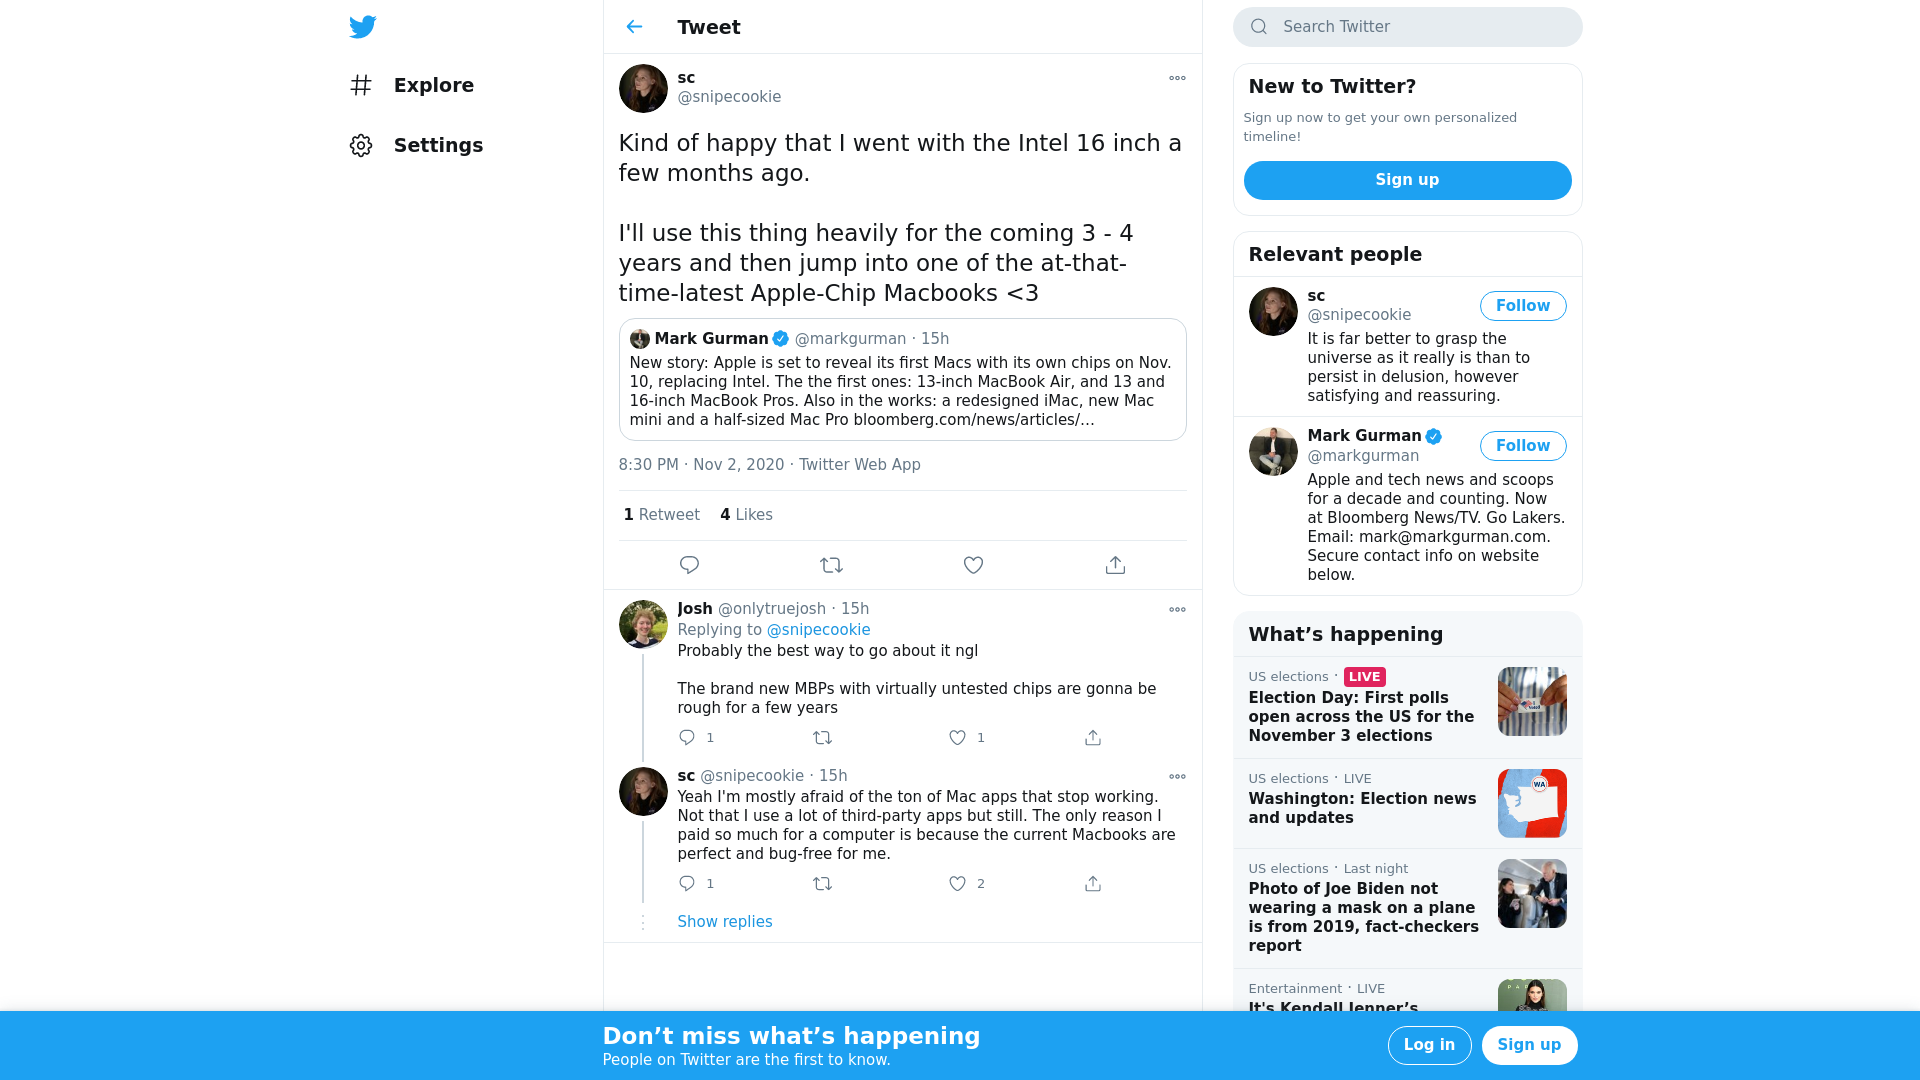 Explore
Settings
Tweet
sc
@snipecookie
Kind of happy that I went with the Intel 16 inch a
few months ago.
I'll use this thing heavily for the coming 3 - 4
years and then jump into one of the at-that-
time-latest Apple-Chip Macbooks <3
Mark Gurman @markgurman · 15h
New story: Apple is set to reveal its first Macs with its own chips on Nov.
10, replacing Intel. The the first ones: 13-inch MacBook Air, and 13 and
16-inch MacBook Pros. Also in the works: a redesigned iMac, new Mac
mini and a half-sized Mac Pro bloomberg.com/news/articles/…
8:30 PM · Nov 2, 2020 · Twitter Web App
1 Retweet 4 Likes
Josh @onlytruejosh · 15h
Replying to @snipecookie
Probably the best way to go about it ngl
The brand new MBPs with virtually untested chips are gonna be
rough for a few years
1 1
sc @snipecookie · 15h
Yeah I'm mostly afraid of the ton of Mac apps that stop working.
Not that I use a lot of third-party apps but still. The only reason I
paid so much for a computer is because the current Macbooks are
perfect and bug-free for me.
1 2
Show replies
Search Twitter
New to Twitter?
Sign up now to get your own personalized
timeline!
Sign up
Relevant people
sc
@snipecookie
Follow
It is far better to grasp the
universe as it really is than to
persist in delusion, however
satisfying and reassuring.
Mark Gurman
@markgurman
Follow
Apple and tech news and scoops
for a decade and counting. Now
at Bloomberg News/TV. Go Lakers.
Email: mark@markgurman.com.
Secure contact info on website
below.
What's happening
US elections · LIVE
Election Day: First polls
open across the US for the
November 3 elections
US elections · LIVE
Washington: Election news
and updates
WA
US elections · Last night
Photo of Joe Biden not
wearing a mask on a plane
is from 2019, fact-checkers
report
Entertainment · LIVE
It's Kendall Jenner's
Don't miss what's happening
People on Twitter are the first to know.
Log in
Sign up